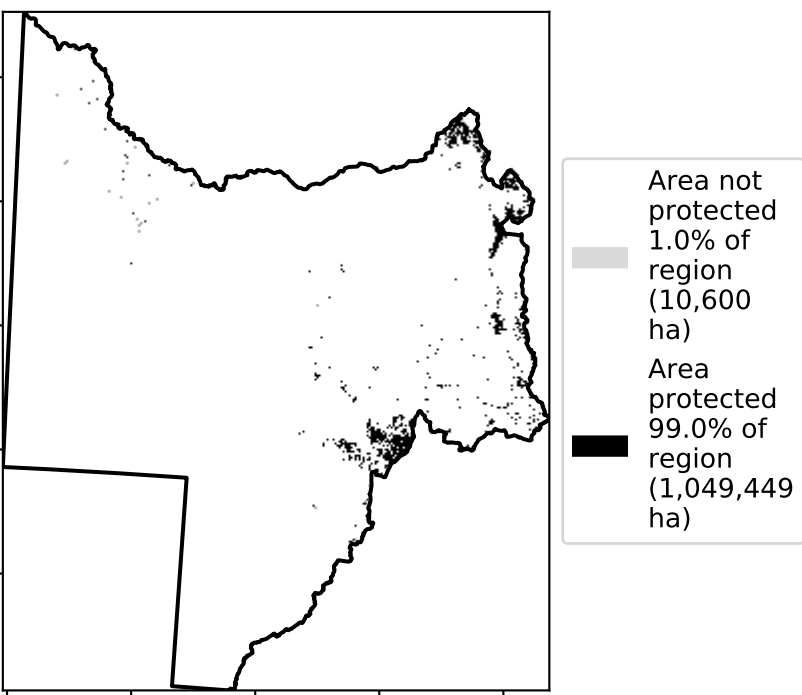 Area not
protected
1.0% of
region
(10,600
ha)
Area
protected
99.0% of
region
(1,049,449
ha)